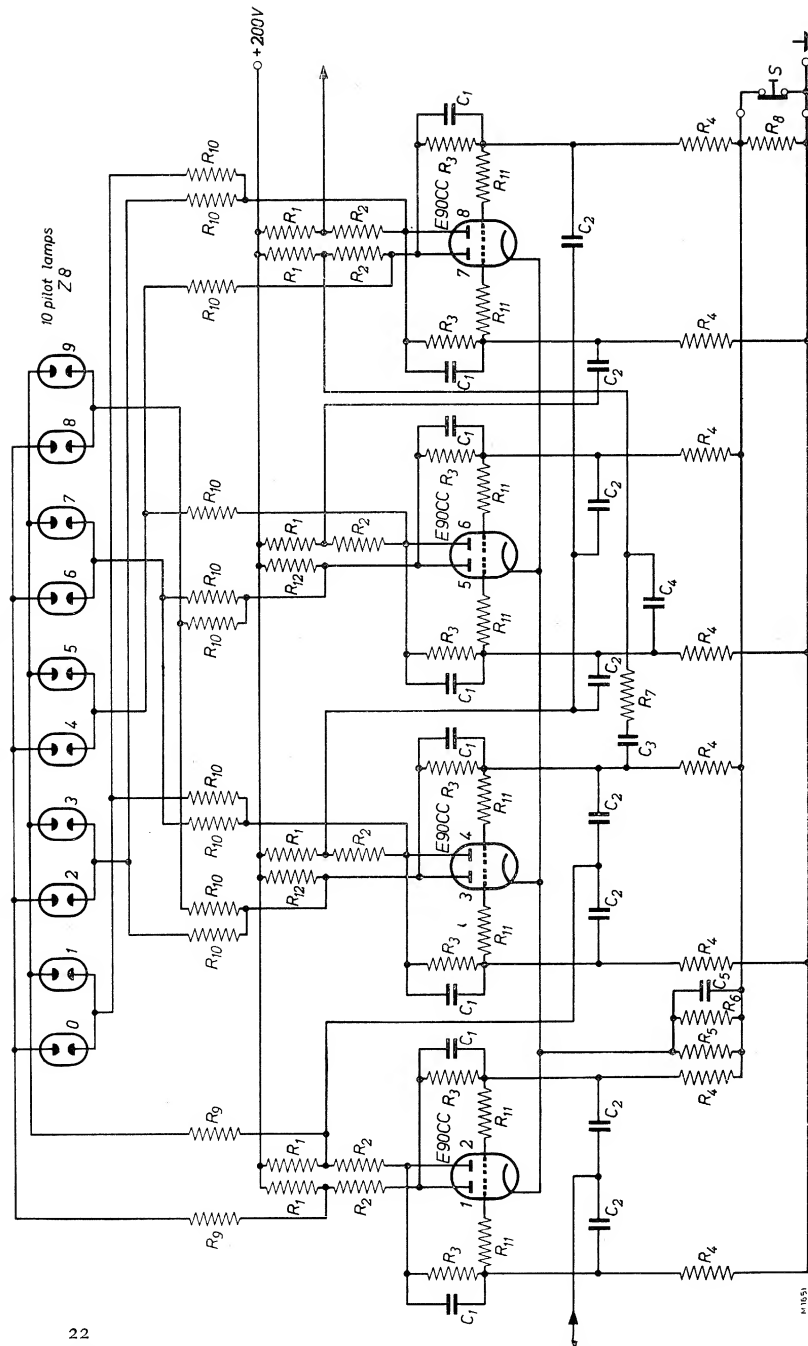 10 pilot lamps
Z8
0 1 2 3 4 5 6 7 8 9
R9 R9 R10 R10 R10 R10 R10 R10 R10 R10 R10 R10
+200V
R1 R1 R12 R1 R12 R1 R1 R1
R2 R2 R2 R2 R2 R2
E90CC E90CC E90CC E90CC
C1 R3 R3 C1 C1 R3 R3 C1 C1 R3 R3 C1 C1 R3 R3 C1
1 2 3 4 5 6 7 8
R11 R11 R11 R11 R11 R11 R11 R11
C2 C2 C2 C2 C2 C2 C2 C2
C3 R7 C4
R4 R4 R5 R6 C5 R4 R4 R4 R4 R4 R4
R8 S
M11651
22